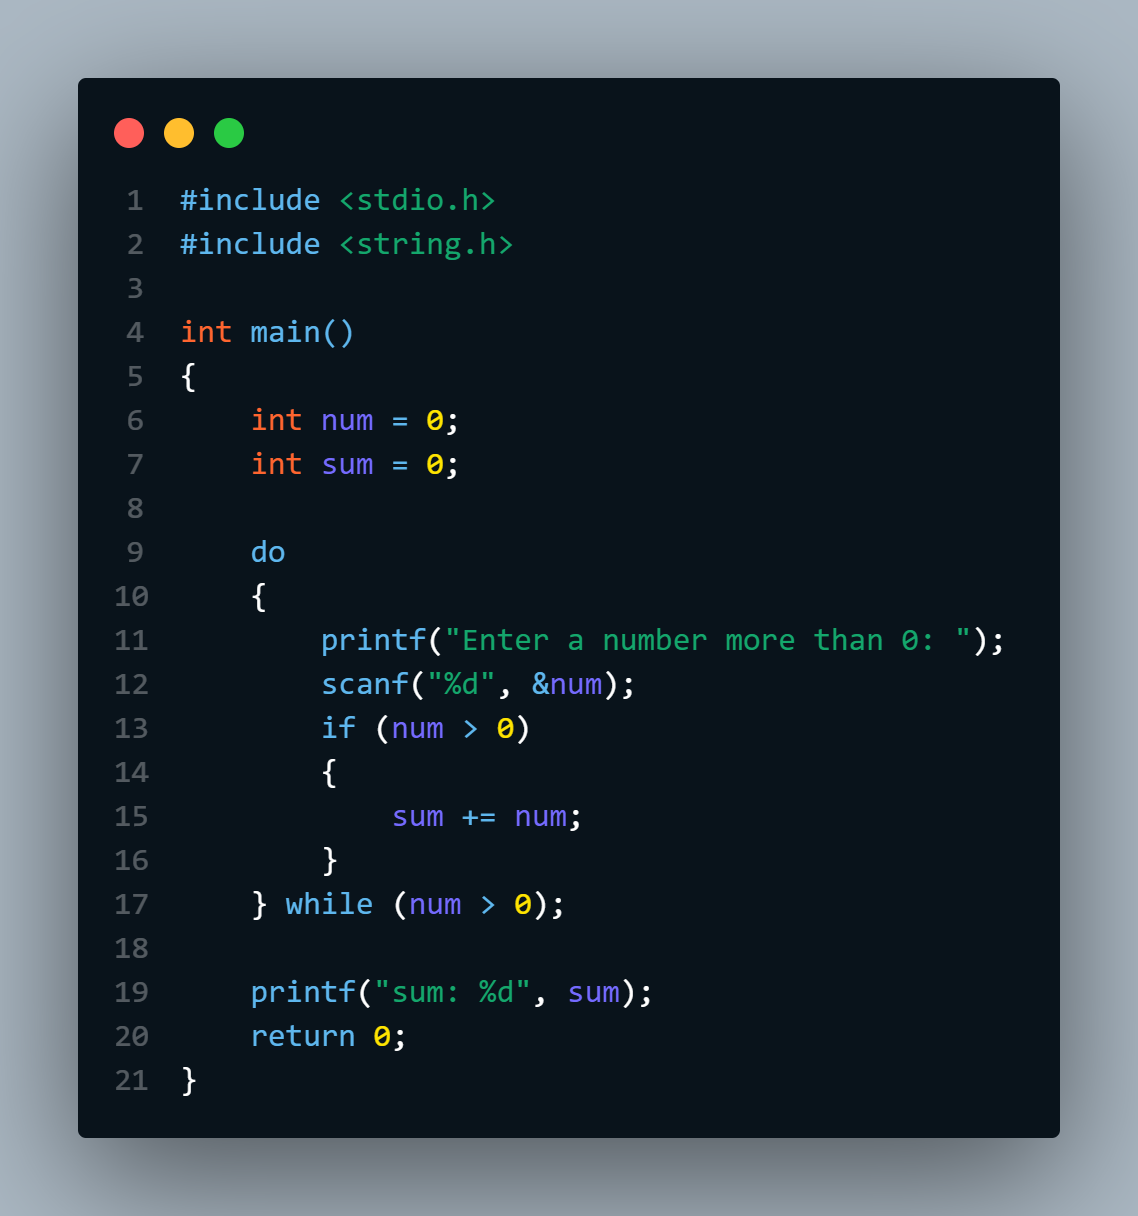 1 #include <stdio.h>
2 #include <string.h>
3
4 int main()
5 {
6     int num = 0;
7     int sum = 0;
8
9     do
10     {
11         printf("Enter a number more than 0: ");
12         scanf("%d", &num);
13         if (num > 0)
14         {
15             sum += num;
16         }
17     } while (num > 0);
18
19     printf("sum: %d", sum);
20     return 0;
21 }